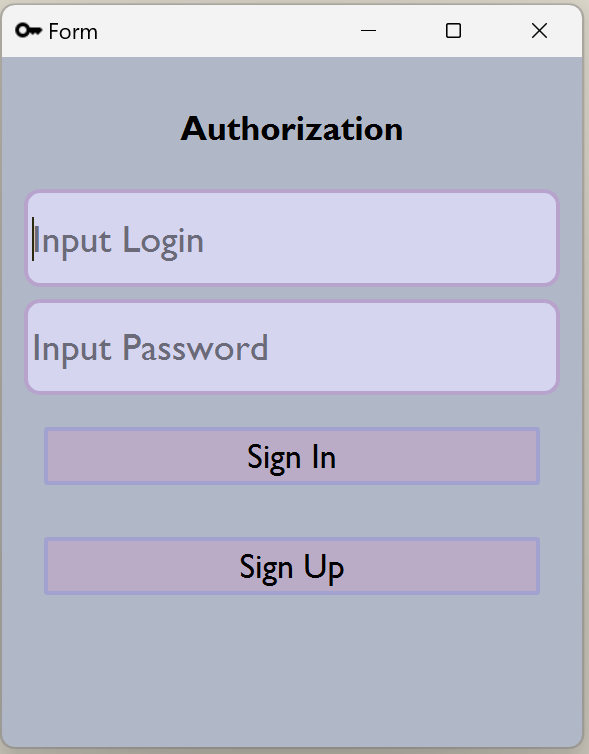 Form
Authorization
Input Login
Input Password
Sign In
Sign Up